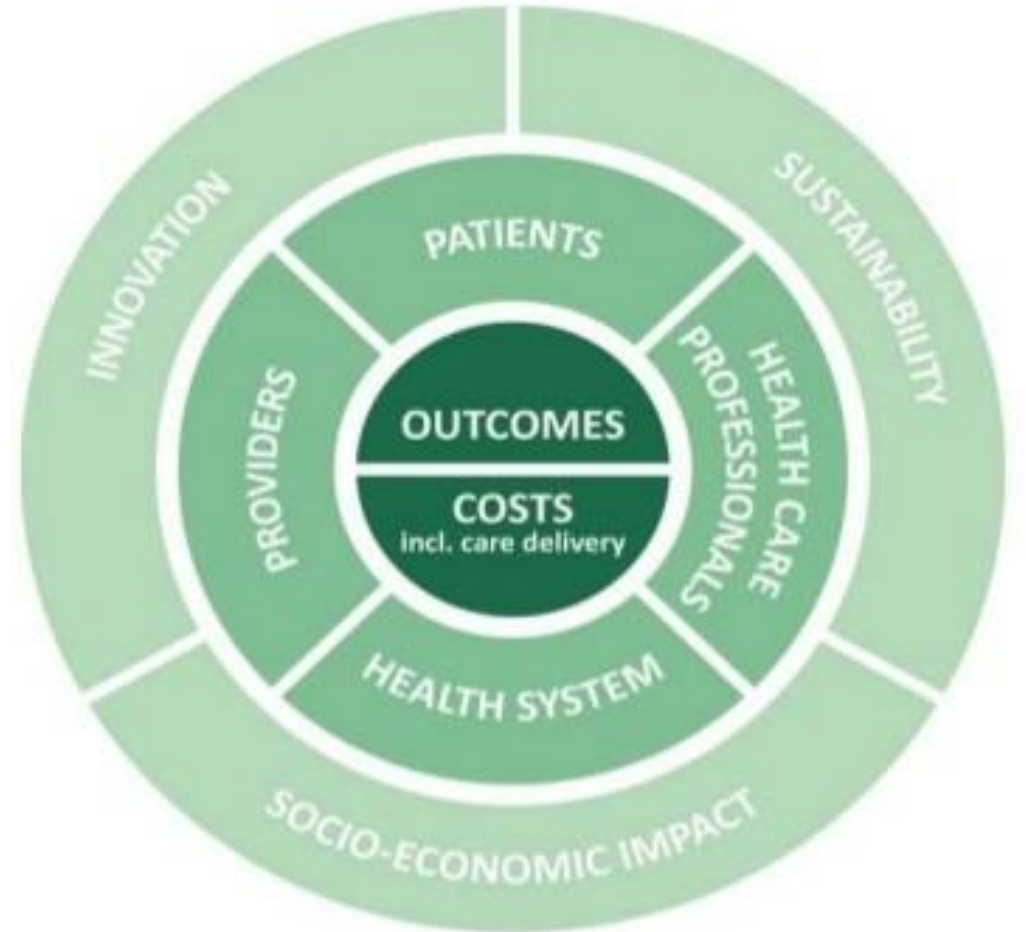 INNOVATION
SUSTAINABILITY
PATIENTS
PROVIDERS
HEALTH CARE
PROFESSIONALS
OUTCOMES
COSTS
incl. care delivery
HEALTH SYSTEM
SOCIO-ECONOMIC IMPACT